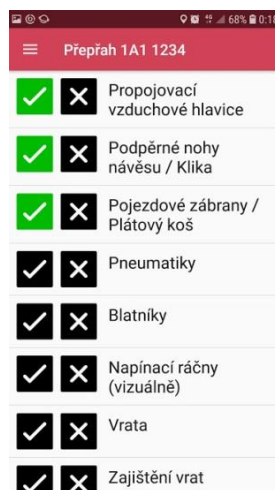 68% 0:18
Přepřah 1A1 1234
Propojovací
vzduchové hlavice
Podpěrné nohy
návěsu / Klika
Pojezdové zábrany /
Plátový koš
Pneumatiky
Blatníky
Napínací ráčny
(vizuálně)
Vrata
Zajištění vrat